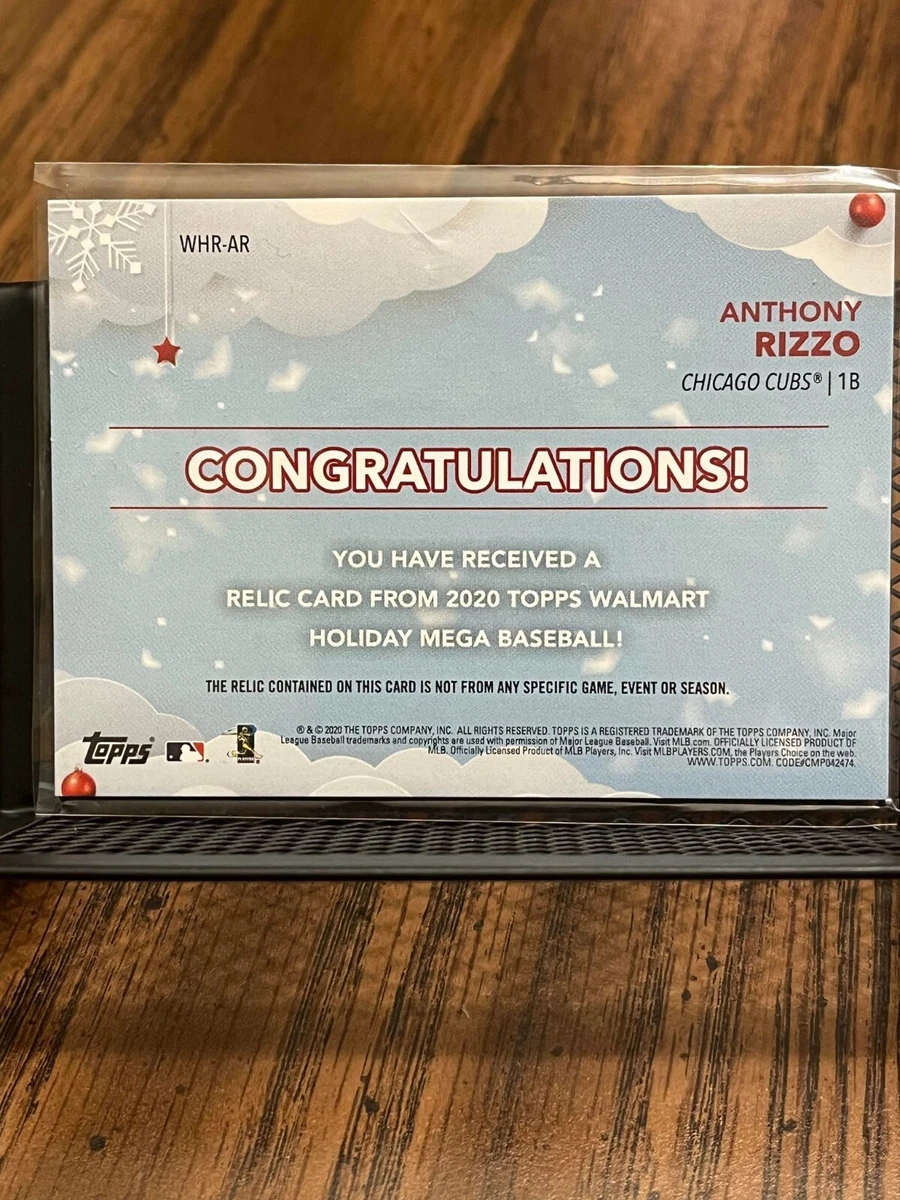 WHR-AR
ANTHONY
RIZZO
CHICAGO CUBS® | 1B
CONGRATULATIONS!
YOU HAVE RECEIVED A
RELIC CARD FROM 2020 TOPPS WALMART
HOLIDAY MEGA BASEBALL!
THE RELIC CONTAINED ON THIS CARD IS NOT FROM ANY SPECIFIC GAME, EVENT OR SEASON.
Topps
® & © 2020 THE TOPPS COMPANY, INC. ALL RIGHTS RESERVED. TOPPS IS A REGISTERED TRADEMARK OF THE TOPPS COMPANY, INC. Major
League Baseball trademarks and copyrights are used with permission of Major League Baseball. Visit MLB.com. OFFICIALLY LICENSED PRODUCT OF
MLB. Officially Licensed Product of MLB Players, Inc. Visit MLBPLAYERS.COM, the Players Choice on the web.
WWW.TOPPS.COM. CODE#CMP042474.